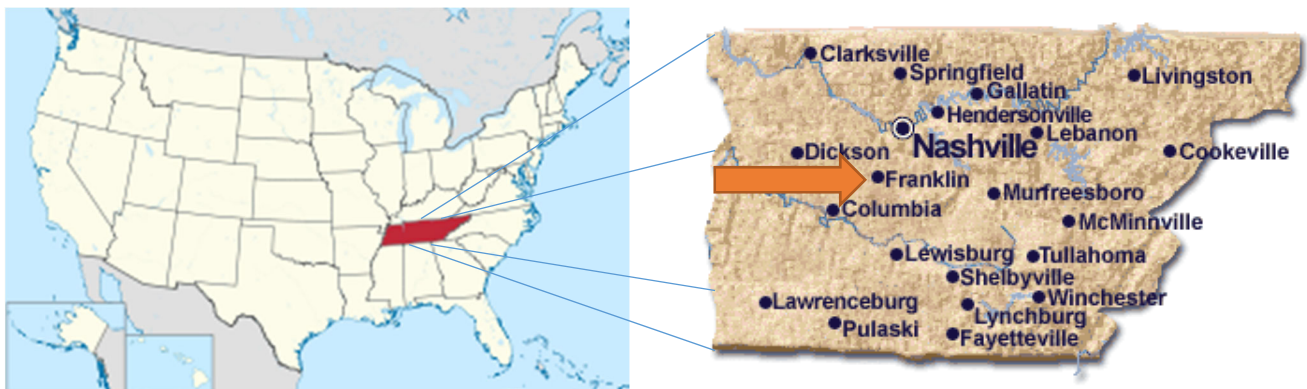 Clarksville
Springfield
Livingston
Gallatin
Hendersonville
Lebanon
Nashville
Dickson
Cookeville
Franklin
Murfreesboro
Columbia
McMinnville
Lewisburg
Tullahoma
Shelbyville
Lawrenceburg
Winchester
Lynchburg
Pulaski
Fayetteville